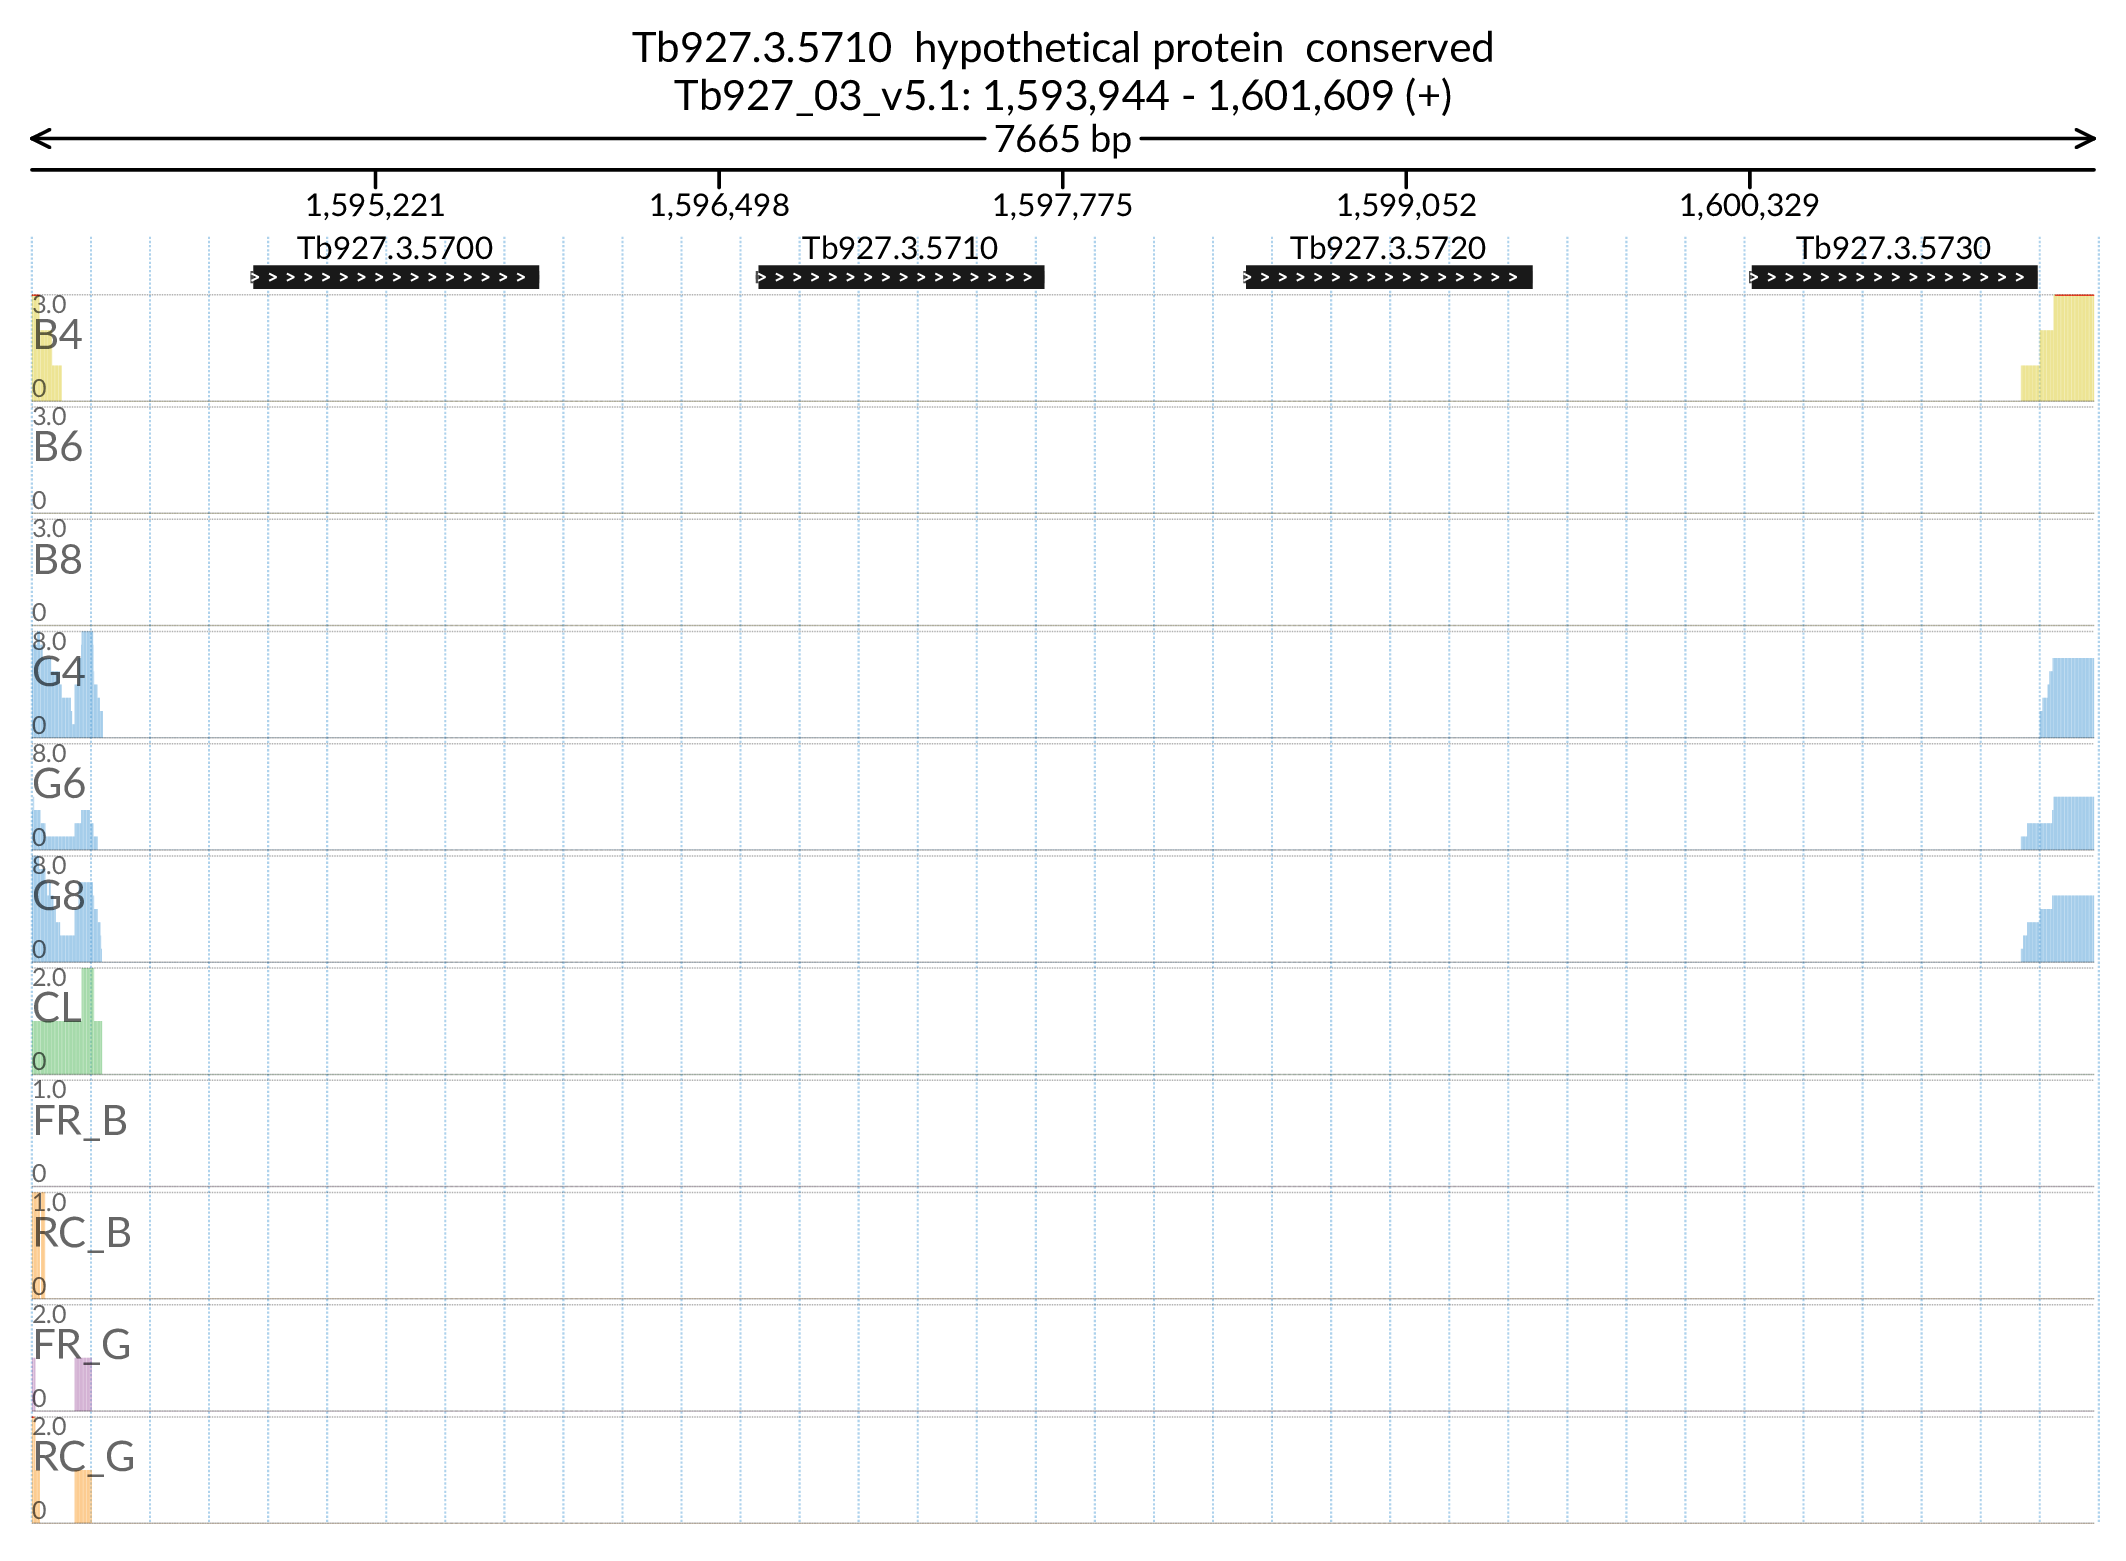 Tb927.3.5710 hypothetical protein conserved
Tb927_03_v5.1: 1,593,944 - 1,601,609 (+)
7665 bp
1,595,221 1,596,498 1,597,775 1,599,052 1,600,329
Tb927.3.5700 Tb927.3.5710 Tb927.3.5720 Tb927.3.5730
3.0
B4
0
3.0
B6
0
3.0
B8
0
8.0
G4
0
8.0
G6
0
8.0
G8
0
2.0
CL
0
1.0
FR_B
0
1.0
RC_B
0
2.0
FR_G
0
2.0
RC_G
0